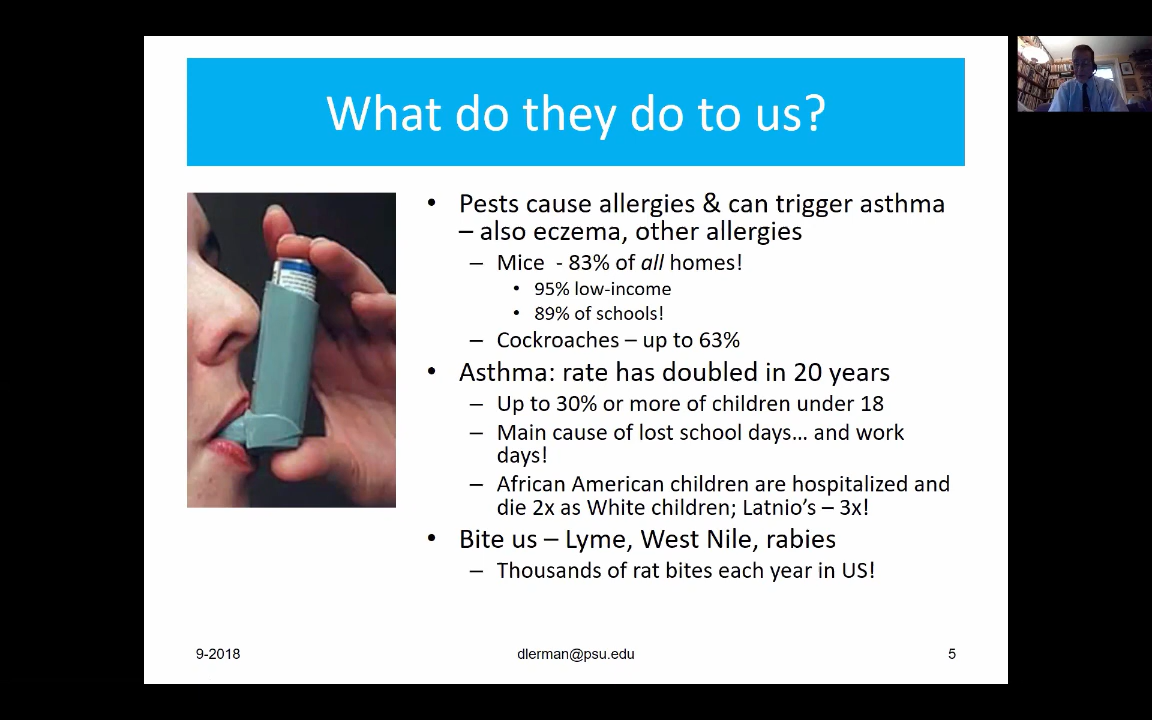 What do they do to us?
• Pests cause allergies & can trigger asthma
– also eczema, other allergies
– Mice - 83% of all homes!
• 95% low-income
• 89% of schools!
– Cockroaches – up to 63%
• Asthma: rate has doubled in 20 years
– Up to 30% or more of children under 18
– Main cause of lost school days… and work
days!
– African American children are hospitalized and
die 2x as White children; Latnio’s – 3x!
• Bite us – Lyme, West Nile, rabies
– Thousands of rat bites each year in US!
9-2018
dlerman@psu.edu
5